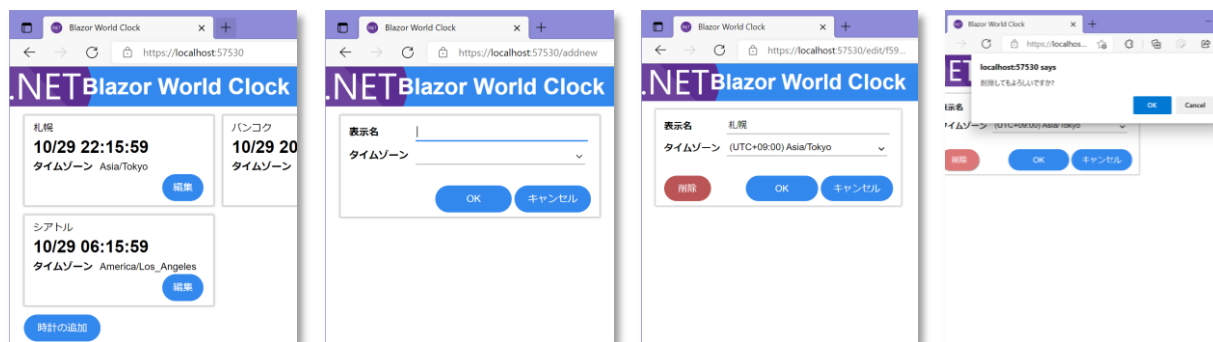 Blazor World Clock
https://localhost:57530
.NET Blazor World Clock
札幌
10/29 22:15:59
タイムゾーン Asia/Tokyo
編集
バンコク
10/29 20
タイムゾーン
シアトル
10/29 06:15:59
タイムゾーン America/Los_Angeles
編集
時計の追加
Blazor World Clock
https://localhost:57530/addnew
.NET Blazor World Clock
表示名
タイムゾーン
OK キャンセル
Blazor World Clock
https://localhost:57530/edit/f59...
.NET Blazor World Clock
表示名 札幌
タイムゾーン (UTC+09:00) Asia/Tokyo
削除 OK キャンセル
Blazor World Clock
https://localhos...
localhost:57530 says
削除してもよろしいですか?
OK Cancel
タイムゾーン (UTC+09:00) Asia/Tokyo
削除 OK キャンセル